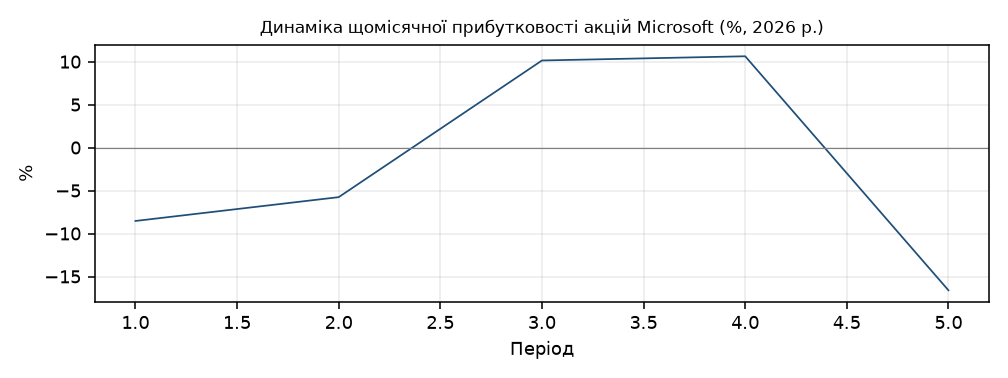 Динаміка щомісячної прибутковості акцій Microsoft (%, 2026 р.)
10
5
0
−5
−10
−15
%
1.0 1.5 2.0 2.5 3.0 3.5 4.0 4.5 5.0
Період